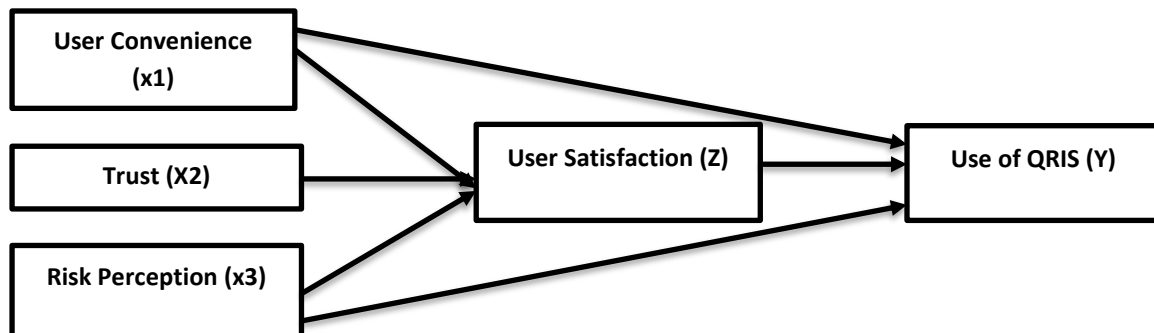 User Convenience
(x1)
Trust (X2)
Risk Perception (x3)
User Satisfaction (Z)
Use of QRIS (Y)